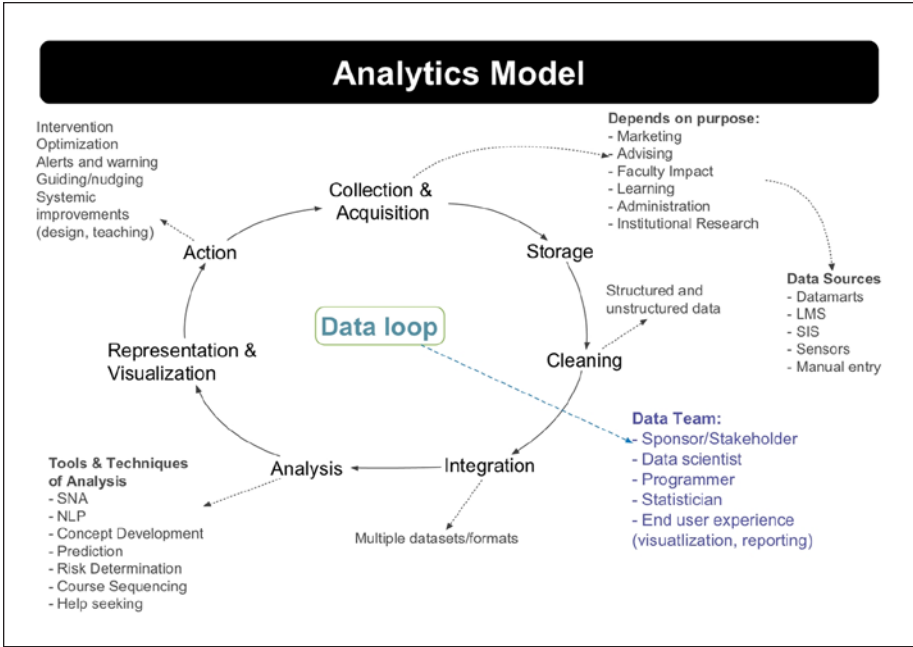 Analytics Model
Intervention
Optimization
Alerts and warning
Guiding/nudging
Systemic
improvements
(design, teaching)
Depends on purpose:
- Marketing
- Advising
- Faculty Impact
- Learning
- Administration
- Institutional Research
Collection &
Acquisition
Action
Storage
Data Sources
- Datamarts
- LMS
- SIS
- Sensors
- Manual entry
Structured and
unstructured data
Data loop
Representation &
Visualization
Cleaning
Data Team:
- Sponsor/Stakeholder
- Data scientist
- Programmer
- Statistician
- End user experience
(visuatlization, reporting)
Analysis
Integration
Tools & Techniques
of Analysis
- SNA
- NLP
- Concept Development
- Prediction
- Risk Determination
- Course Sequencing
- Help seeking
Multiple datasets/formats